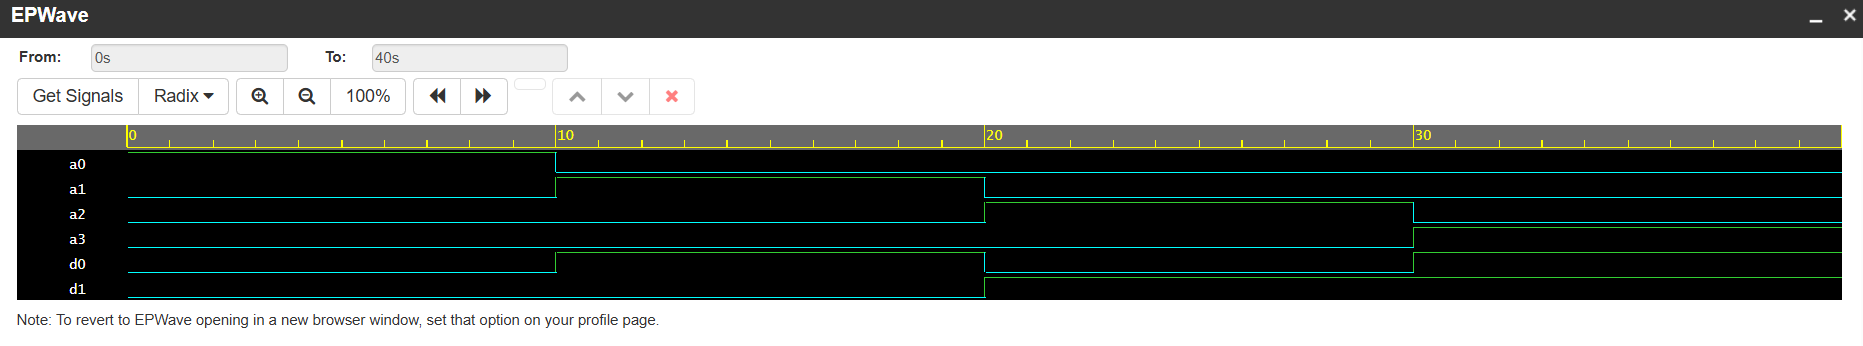 EPWave
From: 0s To: 40s
Get Signals Radix 100%
0 10 20 30
a0
a1
a2
a3
d0
d1
Note: To revert to EPWave opening in a new browser window, set that option on your profile page.